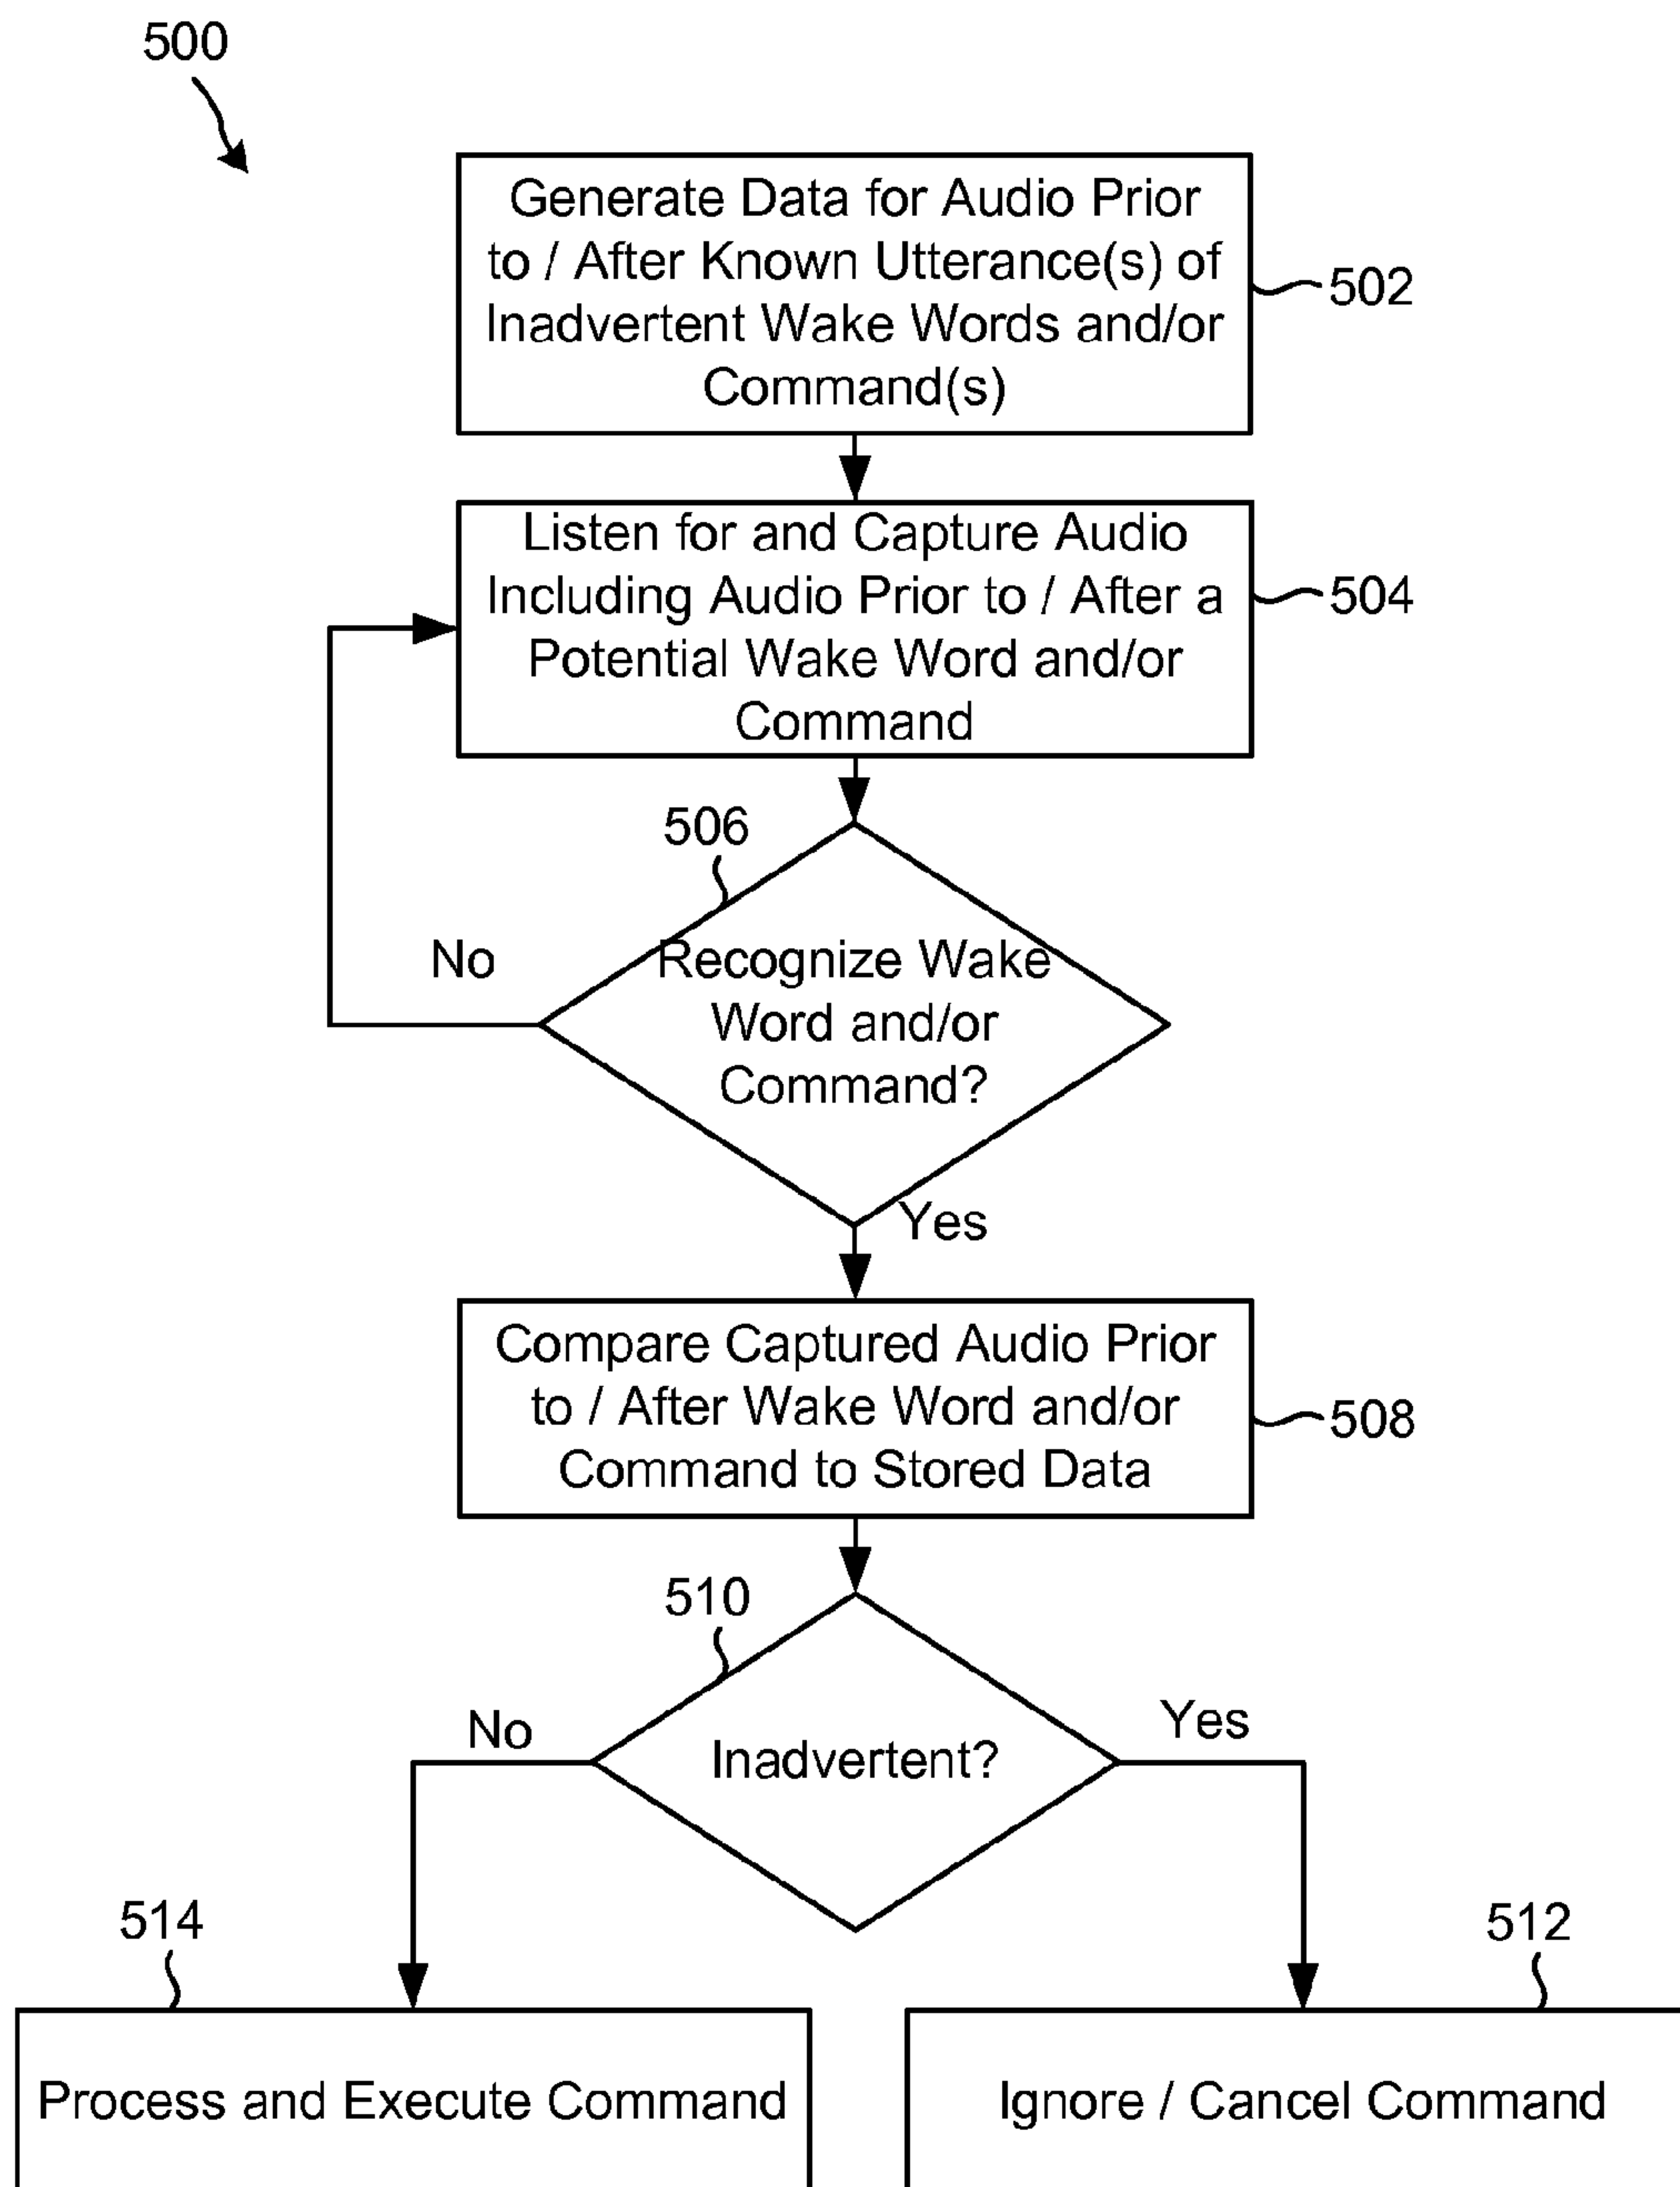 500
Generate Data for Audio Prior
to / After Known Utterance(s) of
Inadvertent Wake Words and/or
Command(s)
502
Listen for and Capture Audio
Including Audio Prior to / After a
Potential Wake Word and/or
Command
504
506
Recognize Wake
Word and/or
Command?
No
Yes
Compare Captured Audio Prior
to / After Wake Word and/or
Command to Stored Data
508
510
Inadvertent?
No
Yes
514
Process and Execute Command
512
Ignore / Cancel Command